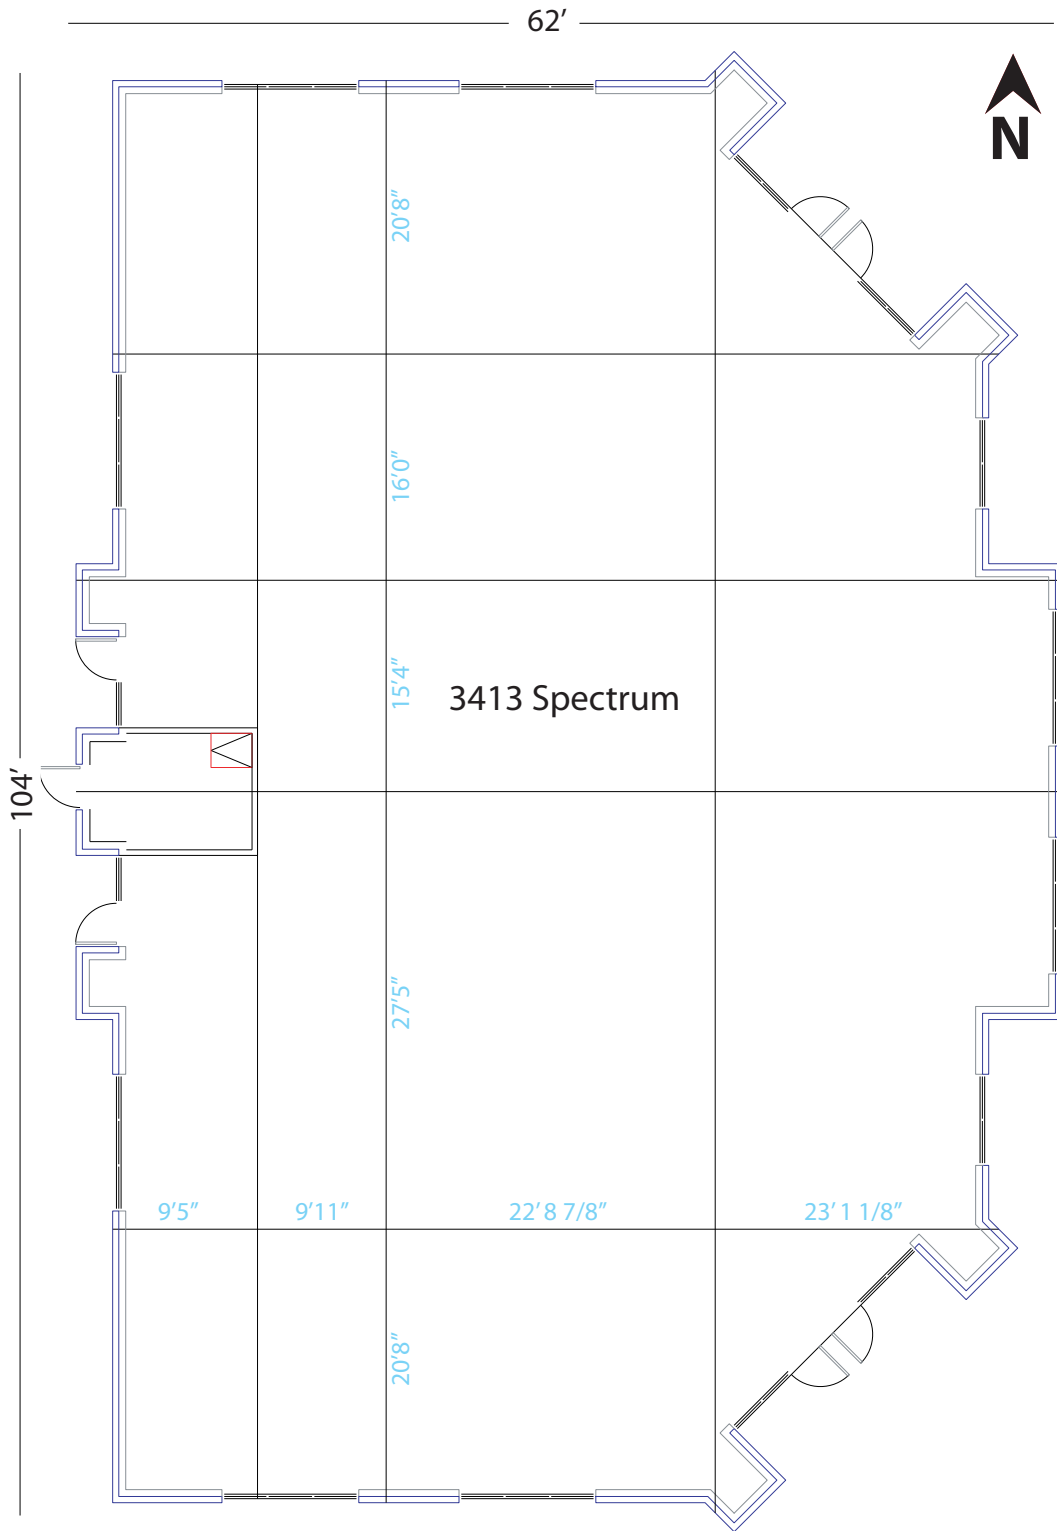 62′
N
20′8″
16′0″
15′4″
3413 Spectrum
104′
27′5″
9′5″
9′11″
22′ 8 7/8″
23′ 1 1/8″
20′8″